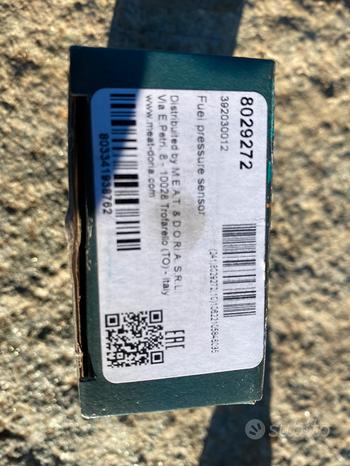 8029272
392030012
Fuel pressure sensor
Distributed by M.E.A.T. & D O R I A S.R.L.
Via E. Petri, 8 - 10028 Trofarello (TO) - Italy
www.meat-doria.com
8033419398762
EAC
subito